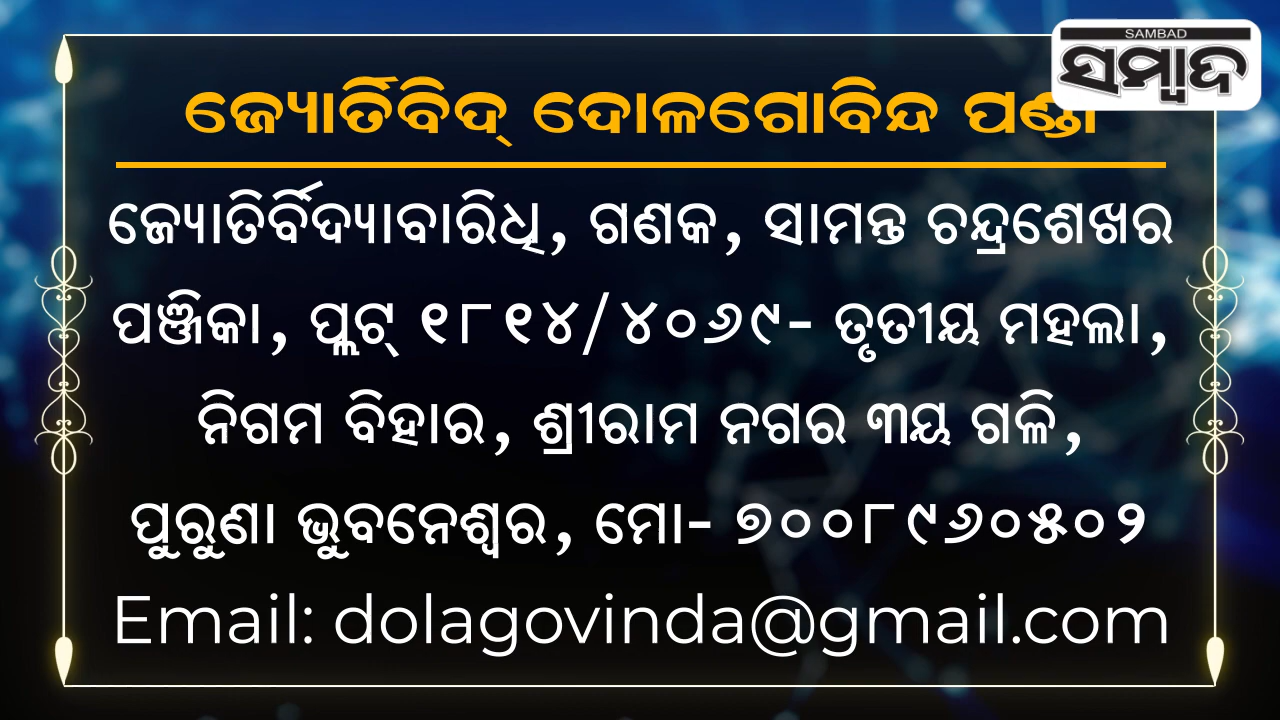 SAMBAD
ସମ୍ବାଦ
ଜ୍ୟୋର୍ତିବିଦ୍ ଦୋଳଗୋବିନ୍ଦ ପଣ୍ଡା
ଜ୍ୟୋତିର୍ବିଦ୍ୟାବାରିଧି, ଗଣକ, ସାମନ୍ତ ଚନ୍ଦ୍ରଶେଖର
ପଞ୍ଜିକା, ପ୍ଲଟ୍ ୧୮୧୪/୪୦୬୯- ତୃତୀୟ ମହଲା,
ନିଗମ ବିହାର, ଶ୍ରୀରାମ ନଗର ୩ୟ ଗଳି,
ପୁରୁଣା ଭୁବନେଶ୍ୱର, ମୋ- ୭୦୦୮୯୬୦୫୦୨
Email: dolagovinda@gmail.com